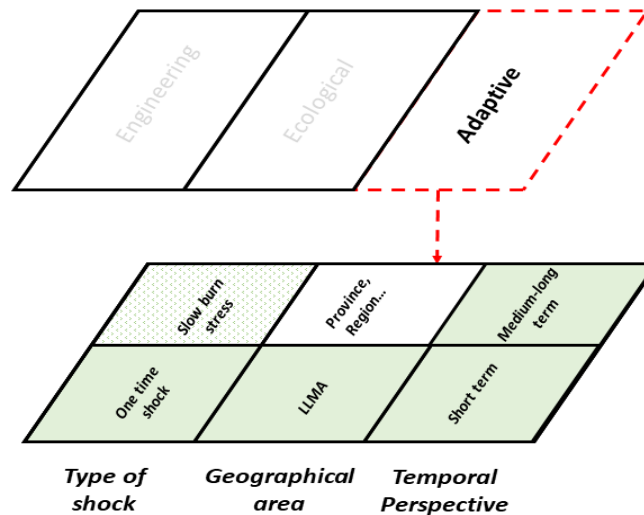 Engineering
Ecological
Adaptive
Slow burn
stress
Province,
Region...
Medium-long
term
One time
shock
LLMA
Short term
Type of
shock
Geographical
area
Temporal
Perspective